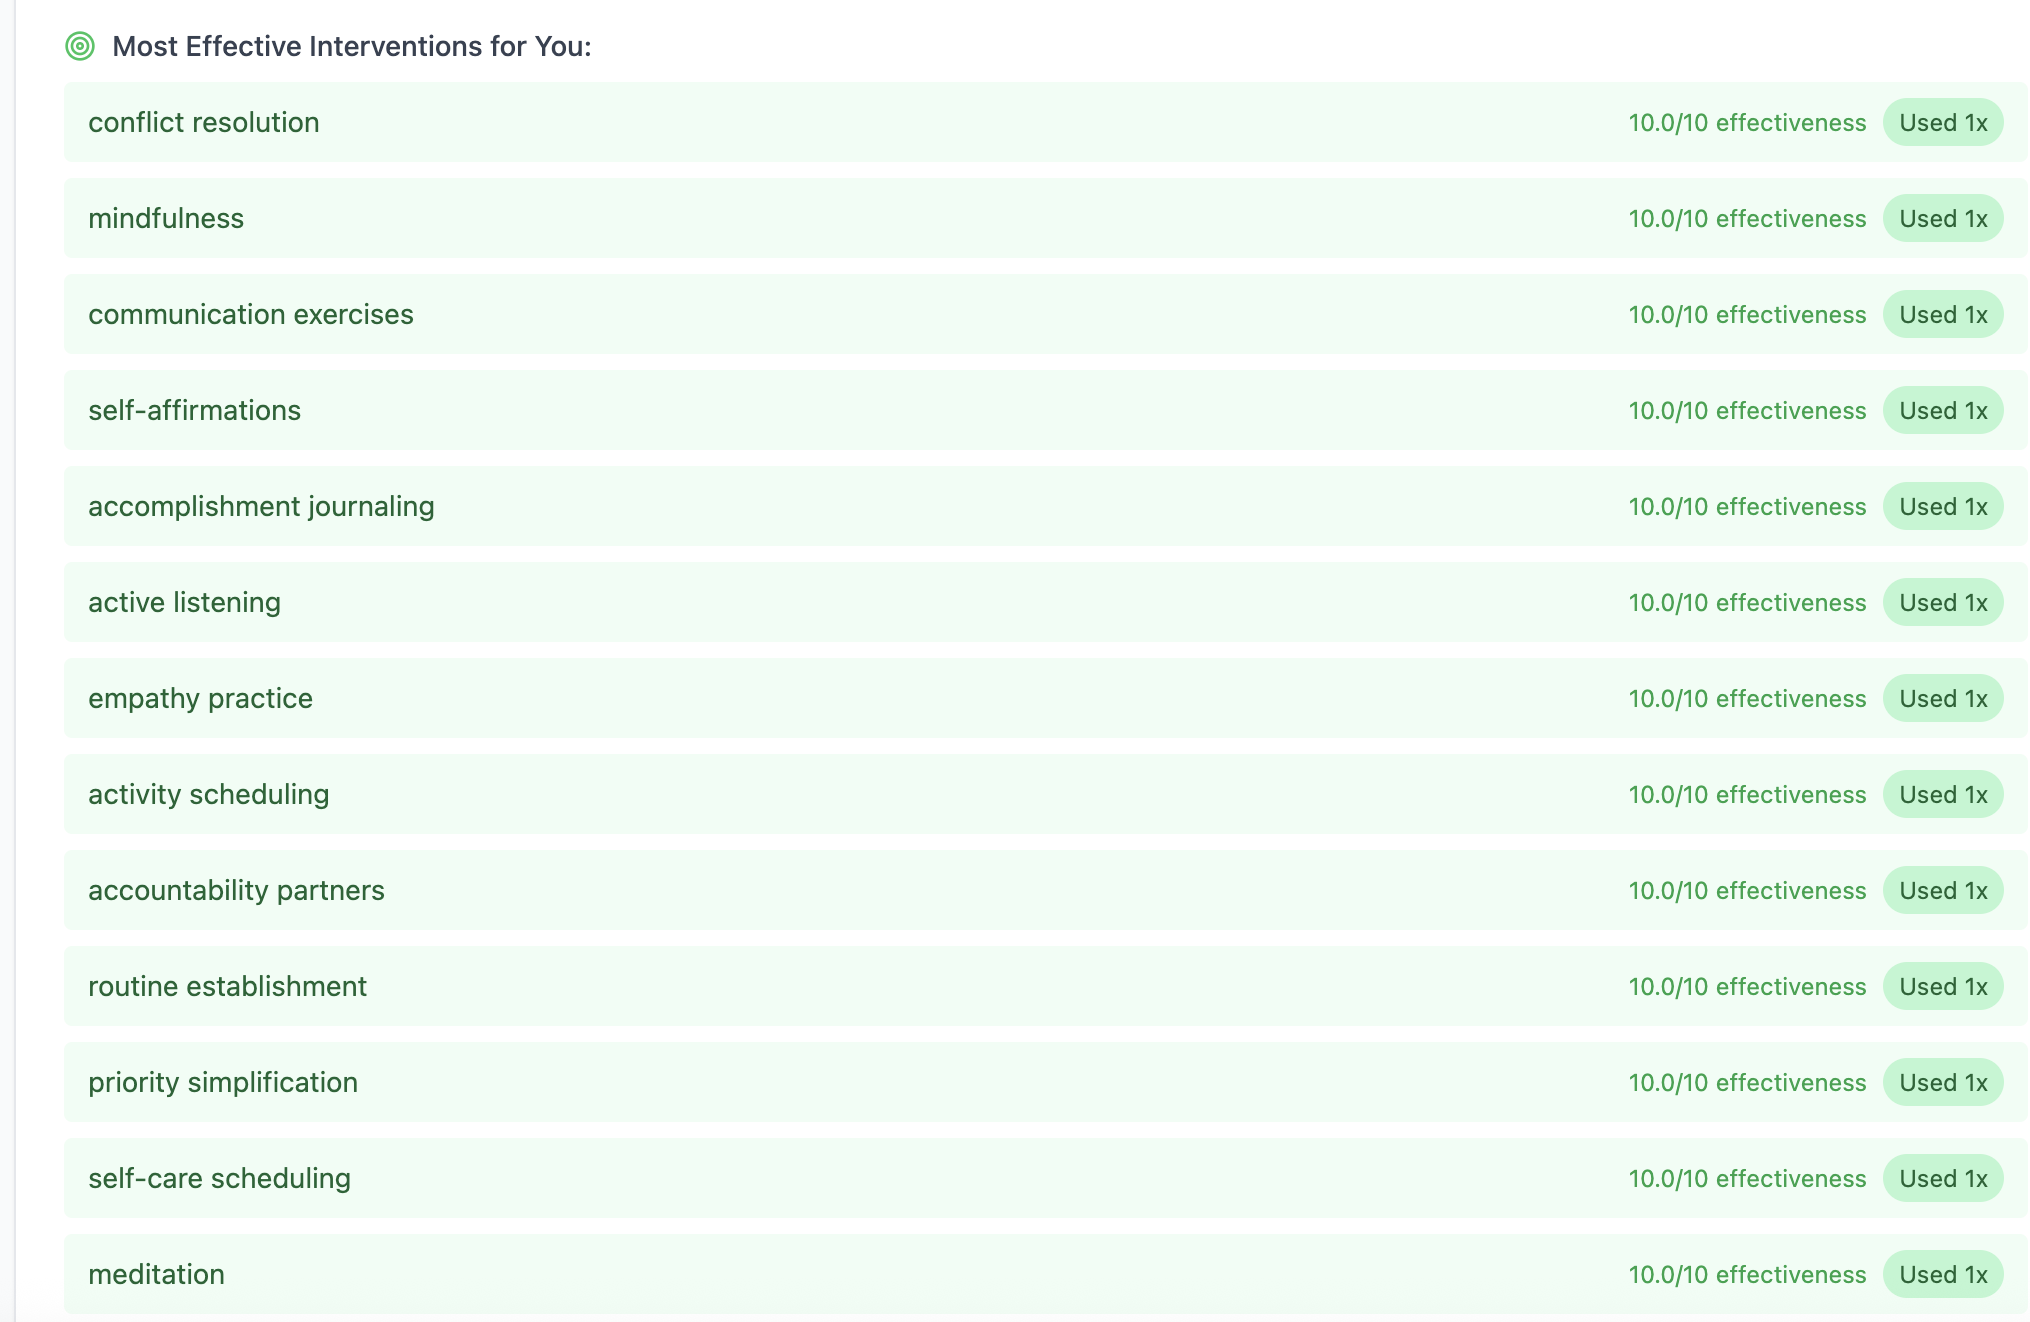 Most Effective Interventions for You:
conflict resolution 10.0/10 effectiveness Used 1x
mindfulness 10.0/10 effectiveness Used 1x
communication exercises 10.0/10 effectiveness Used 1x
self-affirmations 10.0/10 effectiveness Used 1x
accomplishment journaling 10.0/10 effectiveness Used 1x
active listening 10.0/10 effectiveness Used 1x
empathy practice 10.0/10 effectiveness Used 1x
activity scheduling 10.0/10 effectiveness Used 1x
accountability partners 10.0/10 effectiveness Used 1x
routine establishment 10.0/10 effectiveness Used 1x
priority simplification 10.0/10 effectiveness Used 1x
self-care scheduling 10.0/10 effectiveness Used 1x
meditation 10.0/10 effectiveness Used 1x